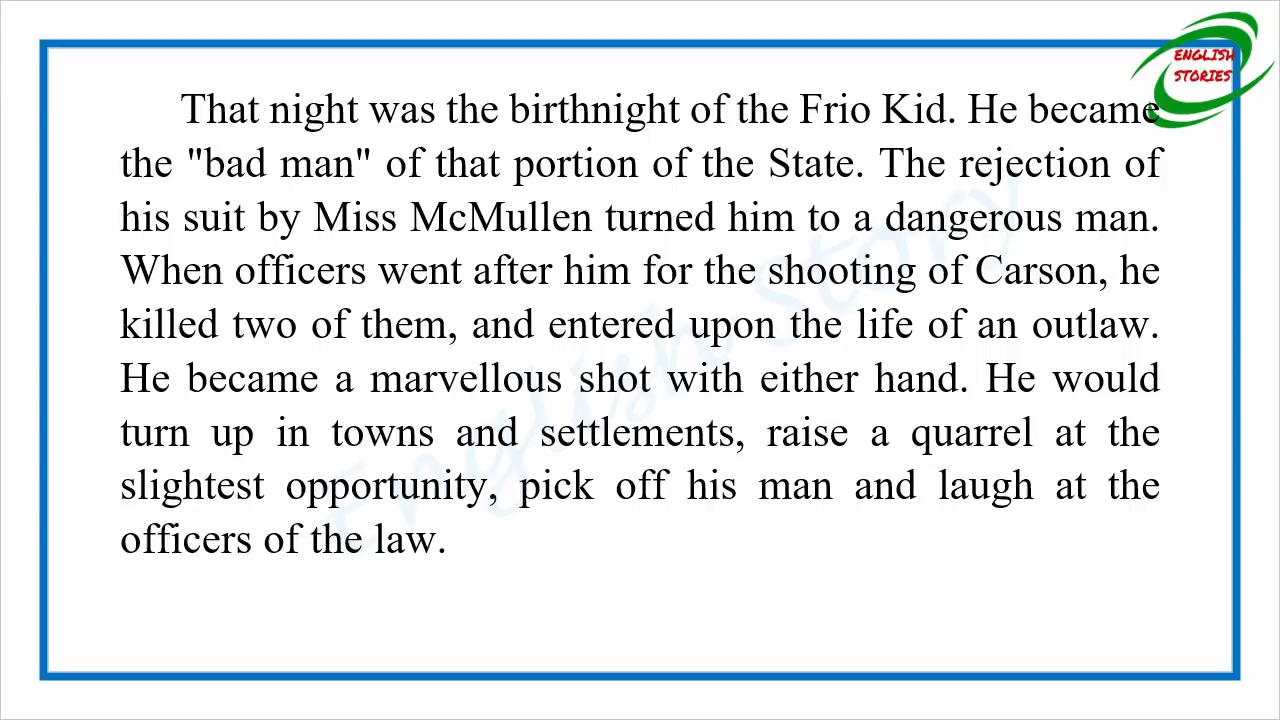 ENGLISH
STORIES
That night was the birthnight of the Frio Kid. He became
the "bad man" of that portion of the State. The rejection of
his suit by Miss McMullen turned him to a dangerous man.
When officers went after him for the shooting of Carson, he
killed two of them, and entered upon the life of an outlaw.
He became a marvellous shot with either hand. He would
turn up in towns and settlements, raise a quarrel at the
slightest opportunity, pick off his man and laugh at the
officers of the law.
English Story